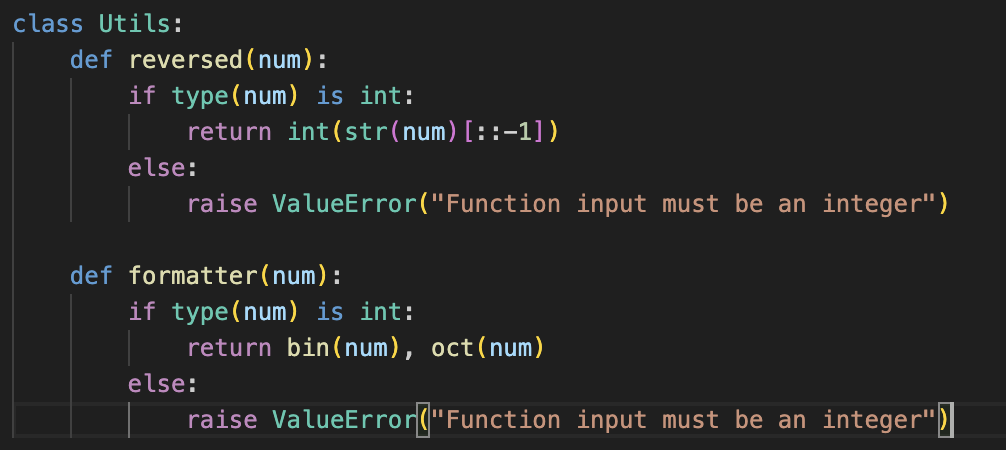 class Utils:
    def reversed(num):
        if type(num) is int:
            return int(str(num)[::-1])
        else:
            raise ValueError("Function input must be an integer")
    def formatter(num):
        if type(num) is int:
            return bin(num), oct(num)
        else:
            raise ValueError("Function input must be an integer")